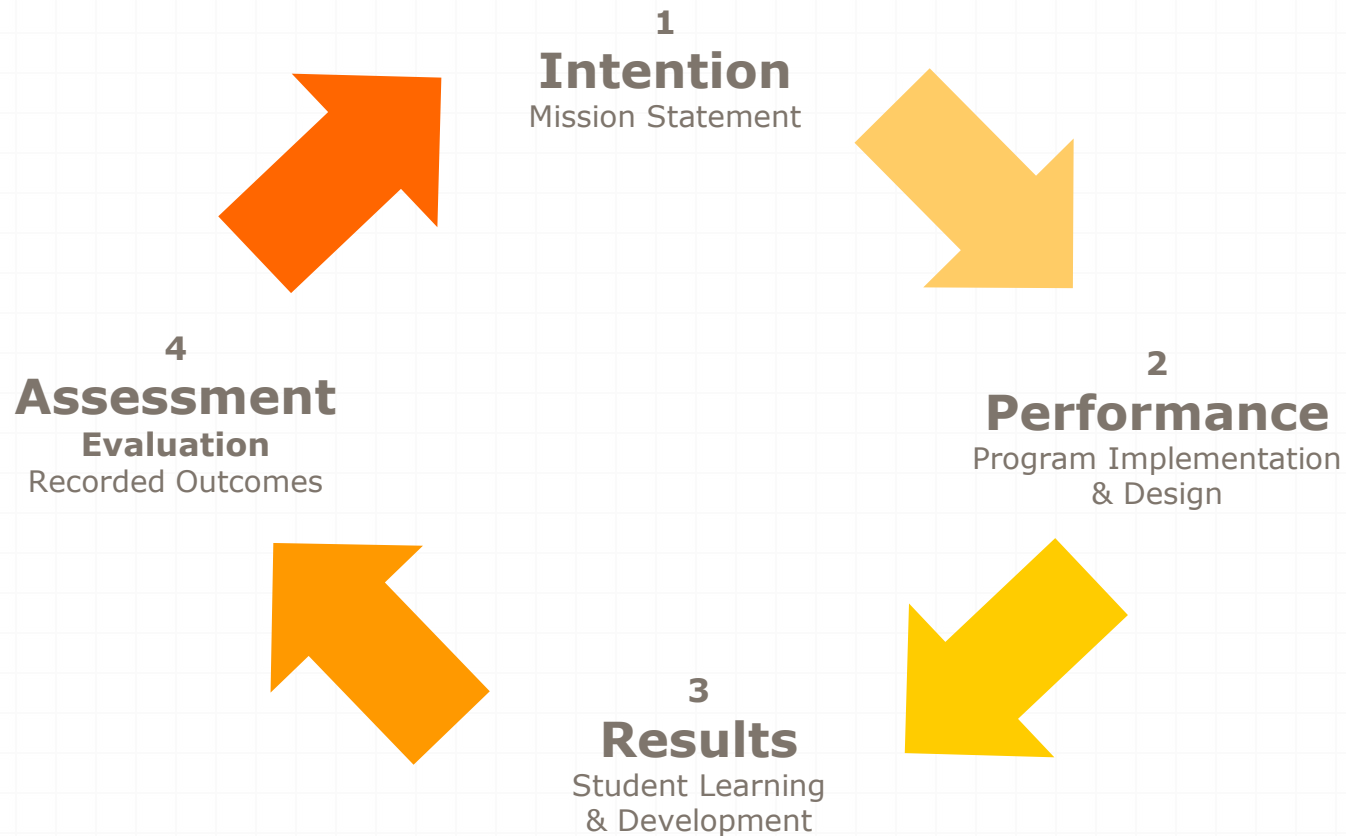 1
Intention
Mission Statement
2
Performance
Program Implementation
& Design
3
Results
Student Learning
& Development
4
Assessment
Evaluation
Recorded Outcomes